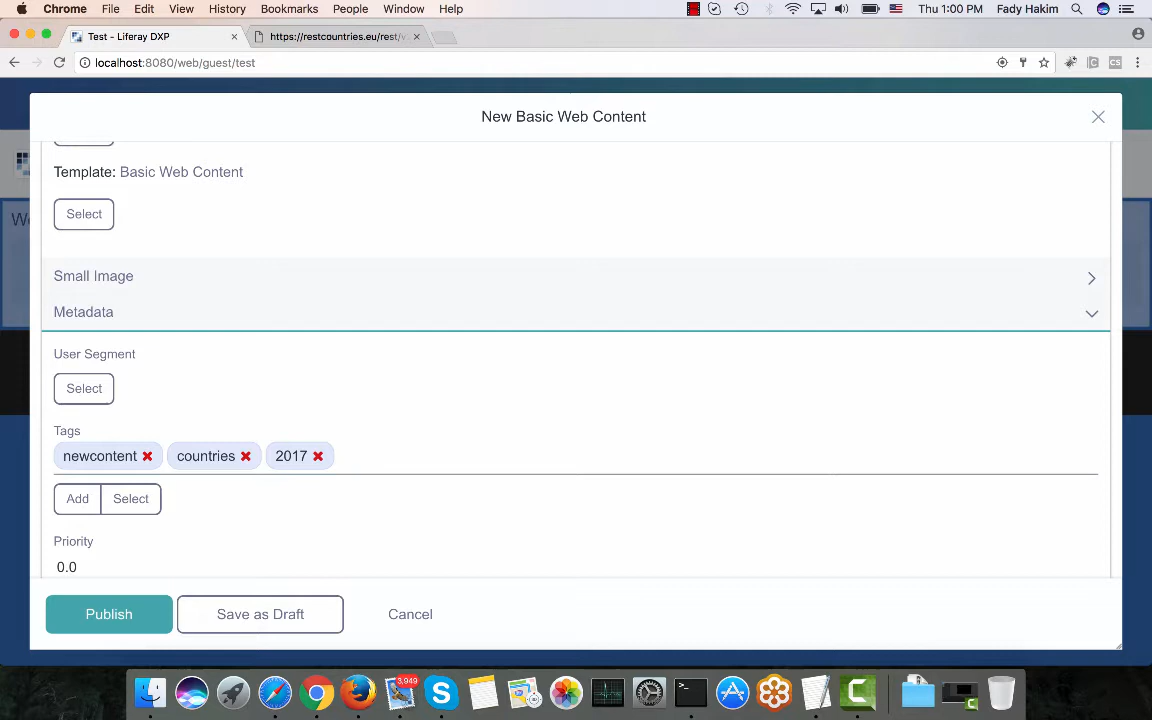 Chrome File Edit View History Bookmarks People Window Help Thu 1:00 PM Fady Hakim
Test - Liferay DXP × https://restcountries.eu/rest/v ×
localhost:8080/web/guest/test
New Basic Web Content
Template: Basic Web Content
Select
Small Image
Metadata
User Segment
Select
Tags
newcontent countries 2017
Add Select
Priority
0.0
Publish Save as Draft Cancel
3,949